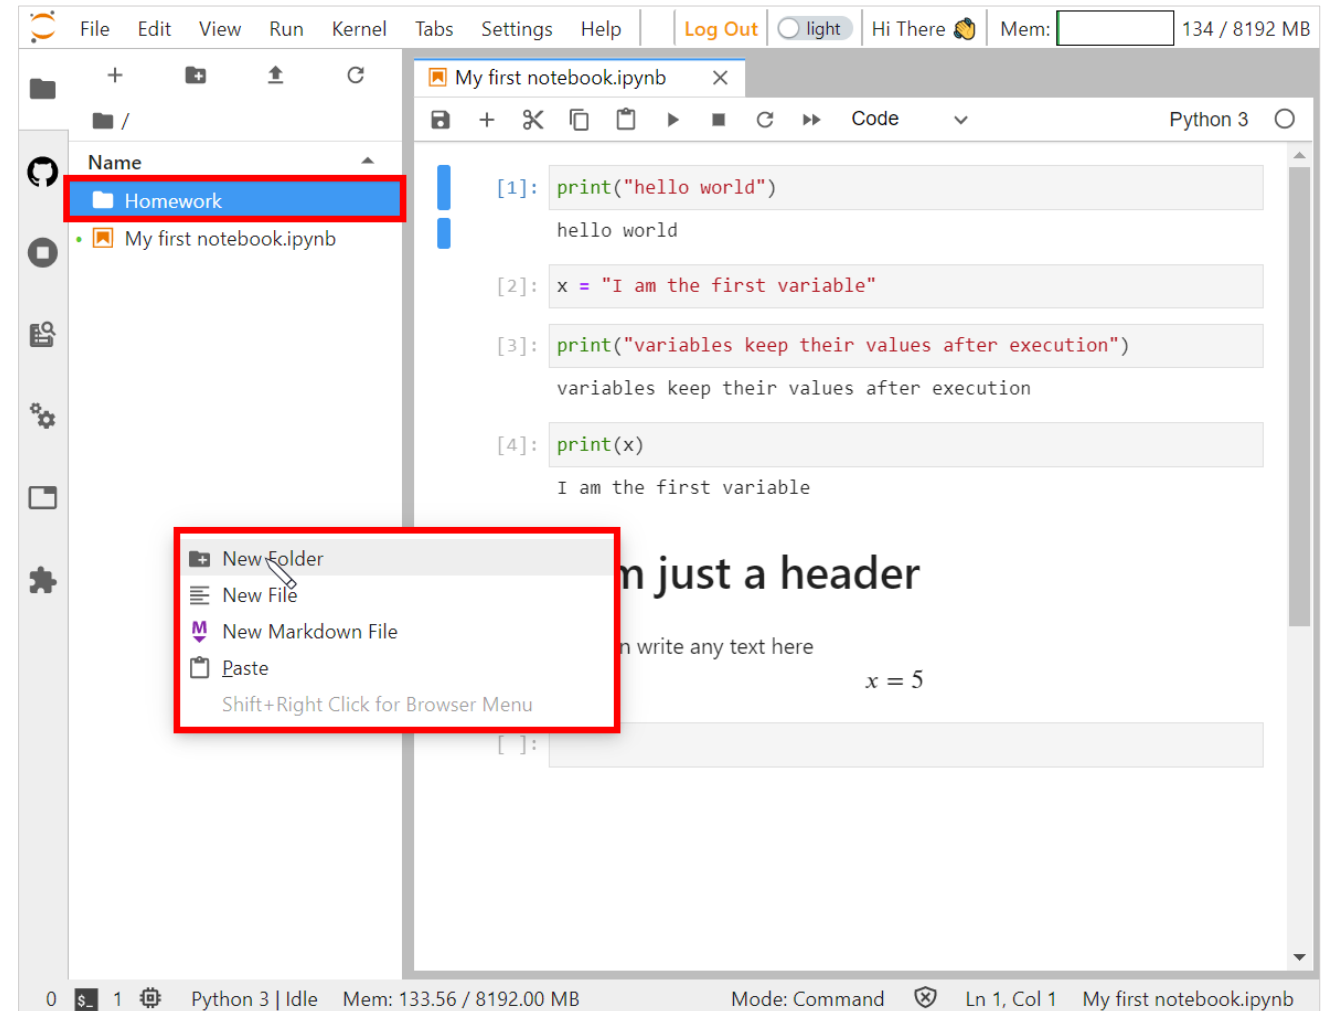 File Edit View Run Kernel Tabs Settings Help Log Out light Hi There 👋 Mem: 134 / 8192 MB
My first notebook.ipynb
/
Code Python 3
Name
Homework
My first notebook.ipynb
[1]: print("hello world")
hello world
[2]: x = "I am the first variable"
[3]: print("variables keep their values after execution")
variables keep their values after execution
[4]: print(x)
I am the first variable
New Folder
New File
New Markdown File
Paste
Shift+Right Click for Browser Menu
m just a header
n write any text here
x = 5
[ ]:
0 $_ 1 Python 3 | Idle Mem: 133.56 / 8192.00 MB Mode: Command Ln 1, Col 1 My first notebook.ipynb